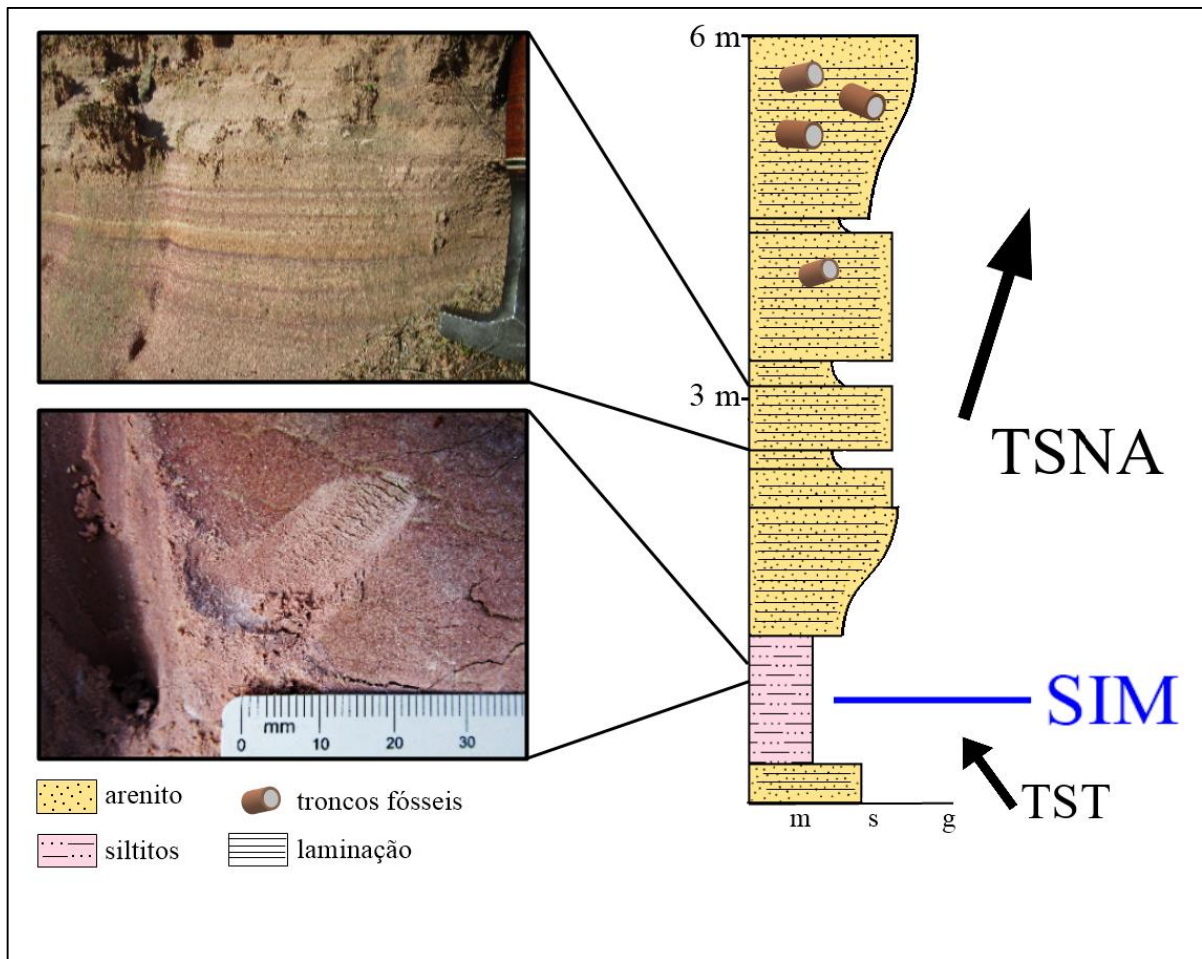 6 m
3 m
TSNA
SIM
TST
m s g
mm
0 10 20 30
arenito
troncos fósseis
siltitos
laminação